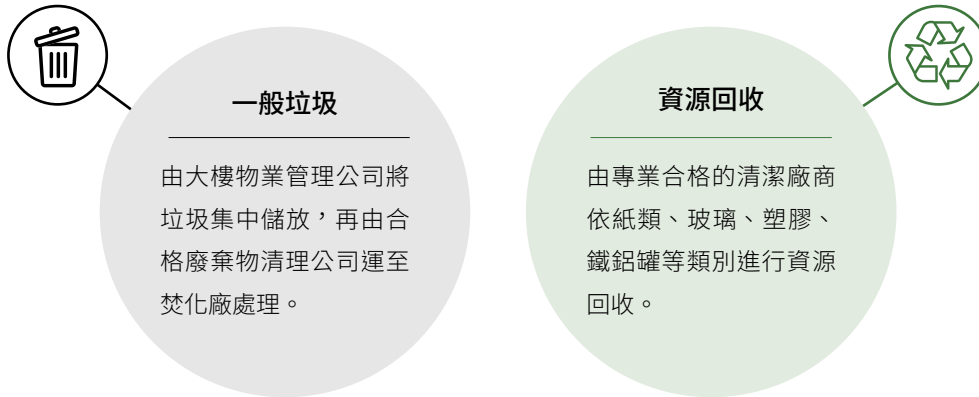 一般垃圾
由大樓物業管理公司將
垃圾集中儲放，再由合
格廢棄物清理公司運至
焚化廠處理。
資源回收
由專業合格的清潔廠商
依紙類、玻璃、塑膠、
鐵鋁罐等類別進行資源
回收。